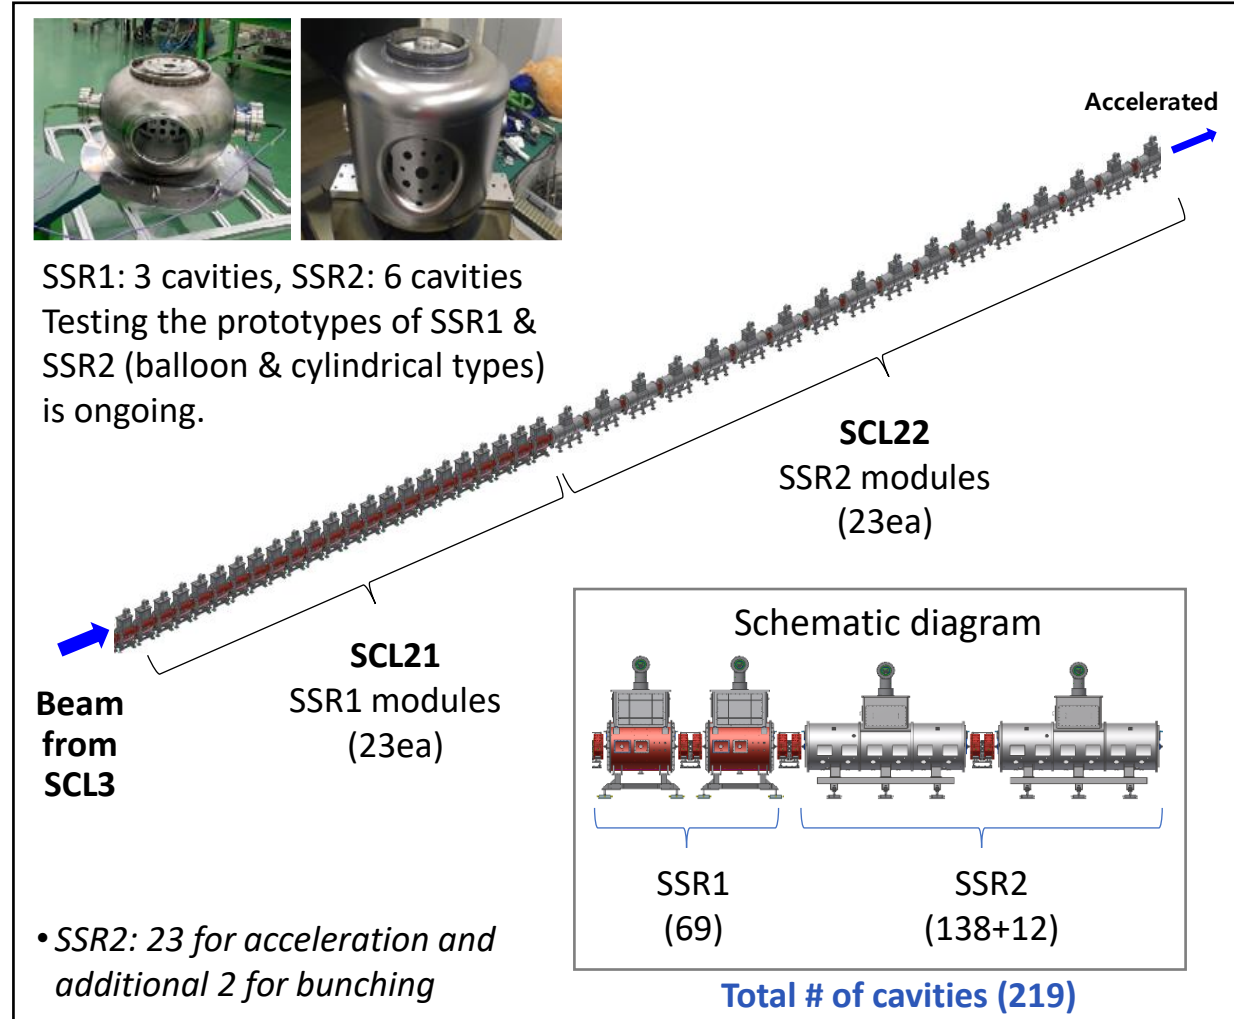 Accelerated
SSR1: 3 cavities, SSR2: 6 cavities
Testing the prototypes of SSR1 &
SSR2 (balloon & cylindrical types)
is ongoing.
SCL22
SSR2 modules
(23ea)
SCL21
SSR1 modules
(23ea)
Beam
from
SCL3
Schematic diagram
SSR1
(69)
SSR2
(138+12)
• SSR2: 23 for acceleration and
additional 2 for bunching
Total # of cavities (219)